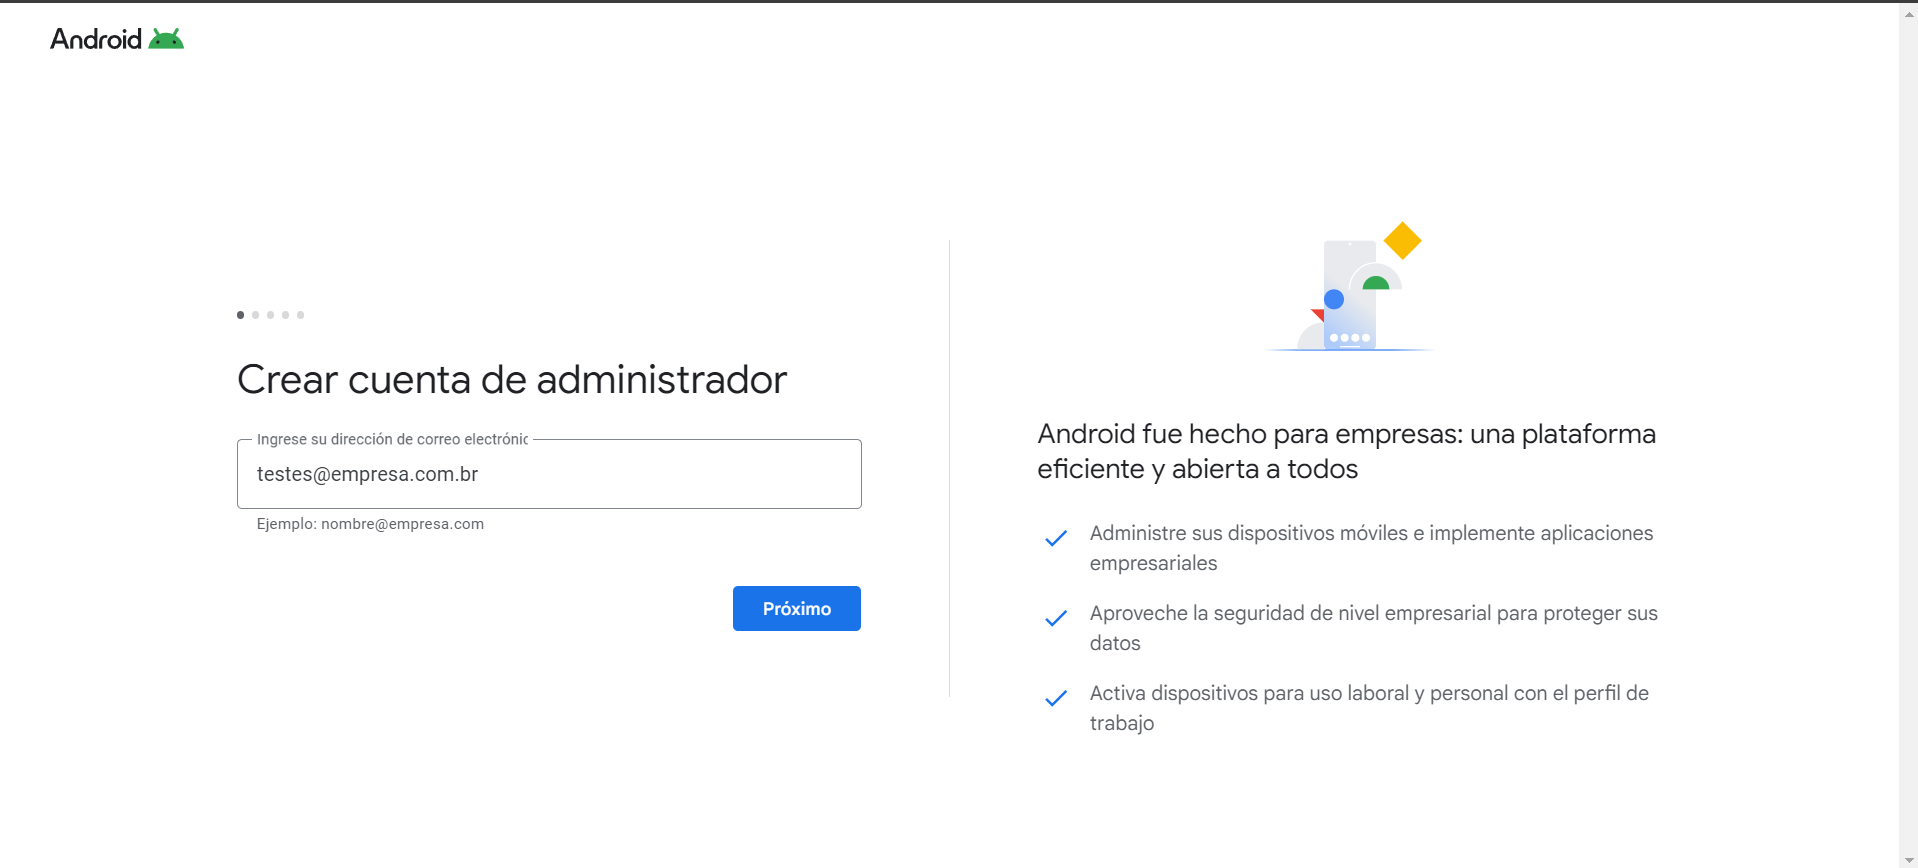 Android
Crear cuenta de administrador
Ingrese su dirección de correo electrónic
testes@empresa.com.br
Ejemplo: nombre@empresa.com
Próximo
Android fue hecho para empresas: una plataforma
eficiente y abierta a todos
Administre sus dispositivos móviles e implemente aplicaciones
empresariales
Aproveche la seguridad de nivel empresarial para proteger sus
datos
Activa dispositivos para uso laboral y personal con el perfil de
trabajo